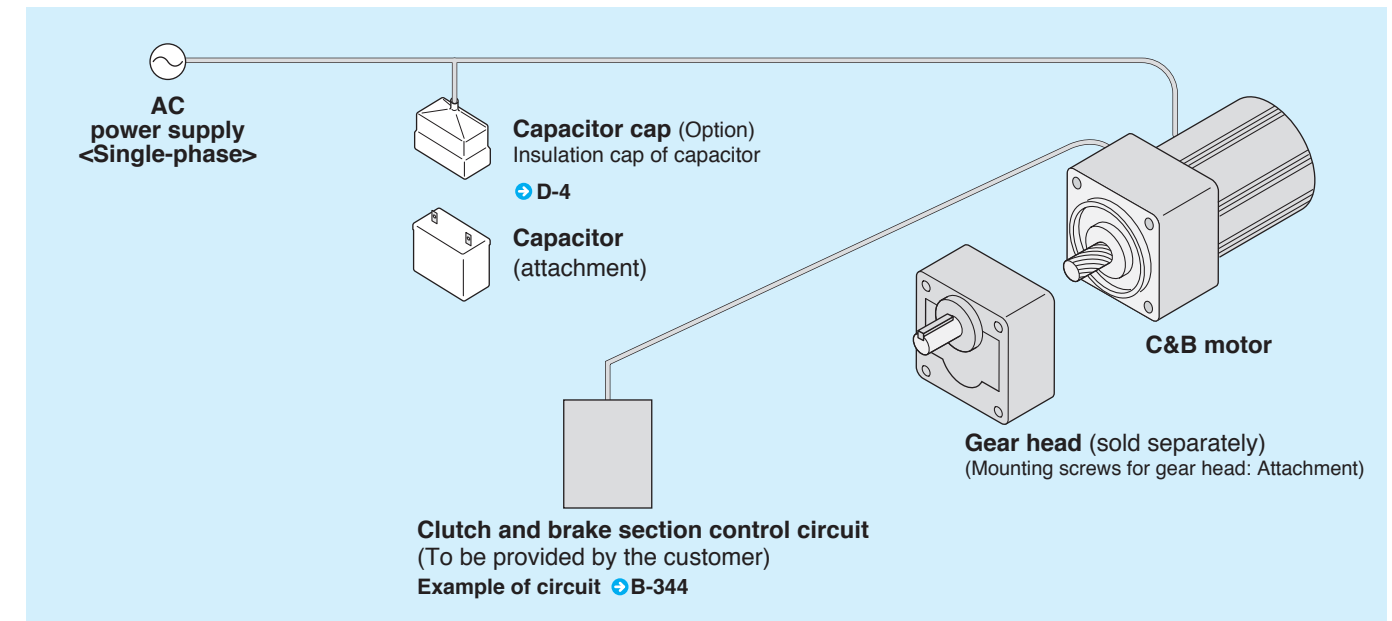 AC
power supply
<Single-phase>
Capacitor cap (Option)
Insulation cap of capacitor
D-4
Capacitor
(attachment)
C&B motor
Gear head (sold separately)
(Mounting screws for gear head: Attachment)
Clutch and brake section control circuit
(To be provided by the customer)
Example of circuit B-344